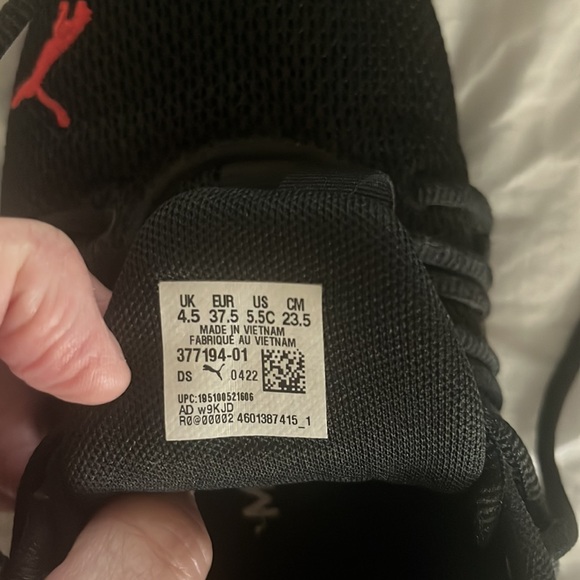 UK EUR US CM
4.5 37.5 5.5C 23.5
MADE IN VIETNAM
FABRIQUÉ AU VIETNAM
377194-01
DS 0422
UPC:195100521606
AD w9KJD
R0@00002 4601387415_1